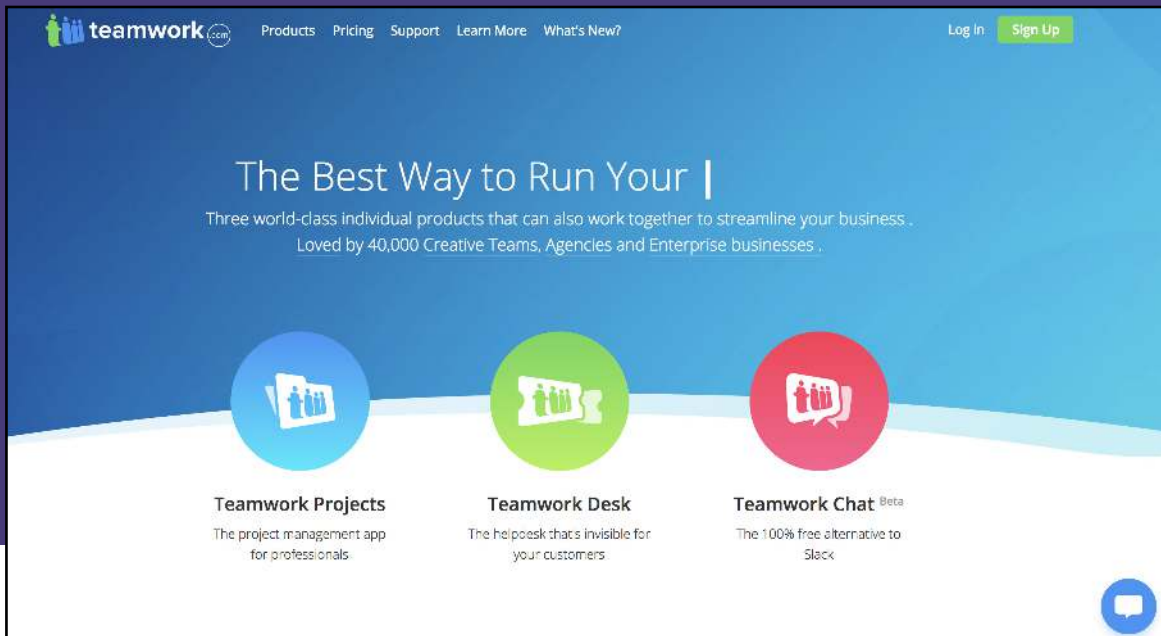 teamwork.com Products Pricing Support Learn More What's New? Log In Sign Up
The Best Way to Run Your
Three world-class individual products that can also work together to streamline your business .
Loved by 40,000 Creative Teams, Agencies and Enterprise businesses .
Teamwork Projects
The project management app
for professionals
Teamwork Desk
The helpdesk that's invisible for
your customers
Teamwork Chat Beta
The 100% free alternative to
Slack